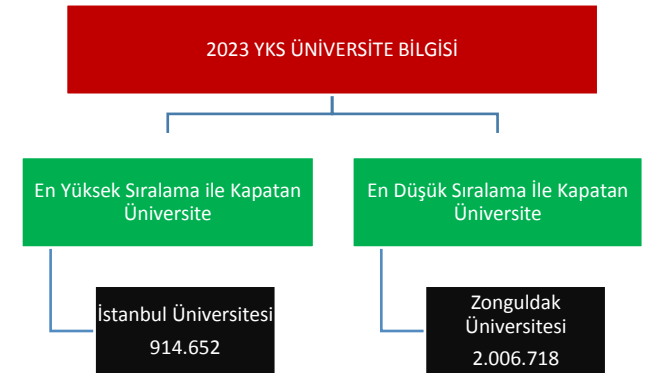 2023 YKS ÜNİVERSİTE BİLGİSİ
En Yüksek Sıralama ile Kapatan
Üniversite
En Düşük Sıralama İle Kapatan
Üniversite
İstanbul Üniversitesi
914.652
Zonguldak
Üniversitesi
2.006.718